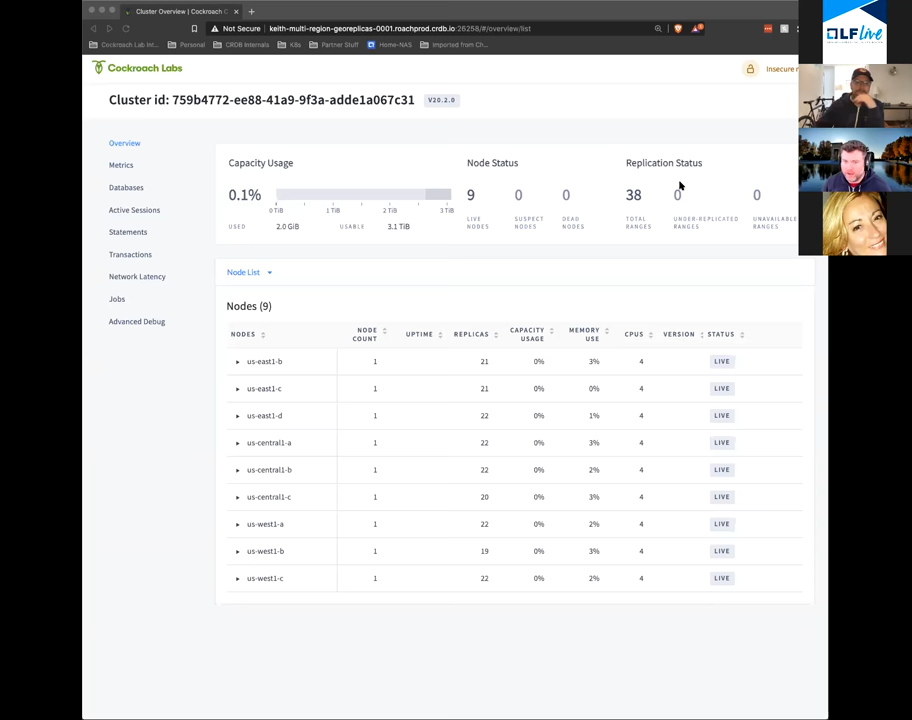 Cluster Overview | Cockroach C
Not Secure
keith-multi-region-georeplicas-0001.roachprod.crdb.io:26258/#/overview/list
Cockroach Lab Int...
Personal
CRDB Internals
K8s
Partner Stuff
Home-NAS
Imported from Ch...
LF live
Cockroach Labs
Insecure
Cluster id: 759b4772-ee88-41a9-9f3a-adde1a067c31
V20.2.0
Overview
Metrics
Databases
Active Sessions
Statements
Transactions
Network Latency
Jobs
Advanced Debug
Capacity Usage
0.1%
0 TiB
1 TiB
2 TiB
3 TiB
USED
2.0 GiB
USABLE
3.1 TiB
Node Status
9
0
0
LIVE NODES
SUSPECT NODES
DEAD NODES
Replication Status
38
0
0
TOTAL RANGES
UNDER-REPLICATED RANGES
UNAVAILABLE RANGES
Node List
Nodes (9)
NODES NODE COUNT UPTIME REPLICAS CAPACITY USAGE MEMORY USE CPUS VERSION STATUS
us-east1-b 1 21 0% 3% 4 LIVE
us-east1-c 1 21 0% 0% 4 LIVE
us-east1-d 1 22 0% 1% 4 LIVE
us-central1-a 1 22 0% 3% 4 LIVE
us-central1-b 1 22 0% 2% 4 LIVE
us-central1-c 1 20 0% 3% 4 LIVE
us-west1-a 1 22 0% 2% 4 LIVE
us-west1-b 1 19 0% 3% 4 LIVE
us-west1-c 1 22 0% 2% 4 LIVE